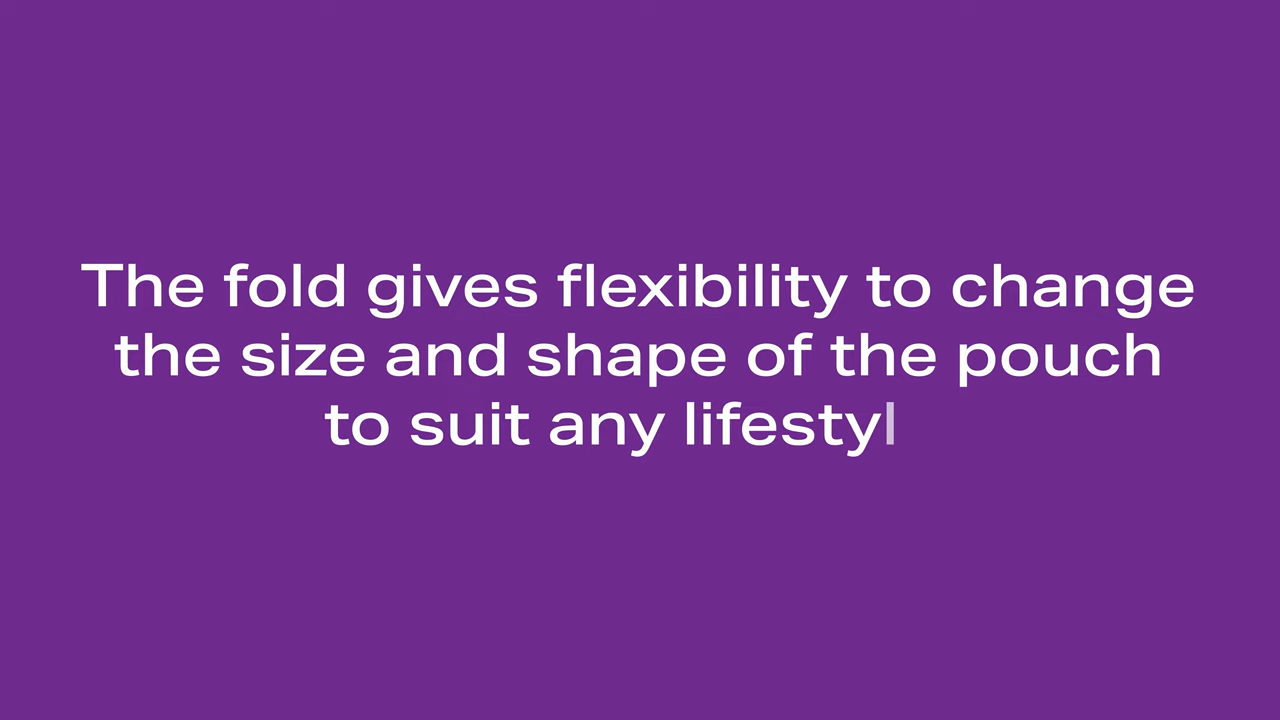 The fold gives flexibility to change
the size and shape of the pouch
to suit any lifestyl